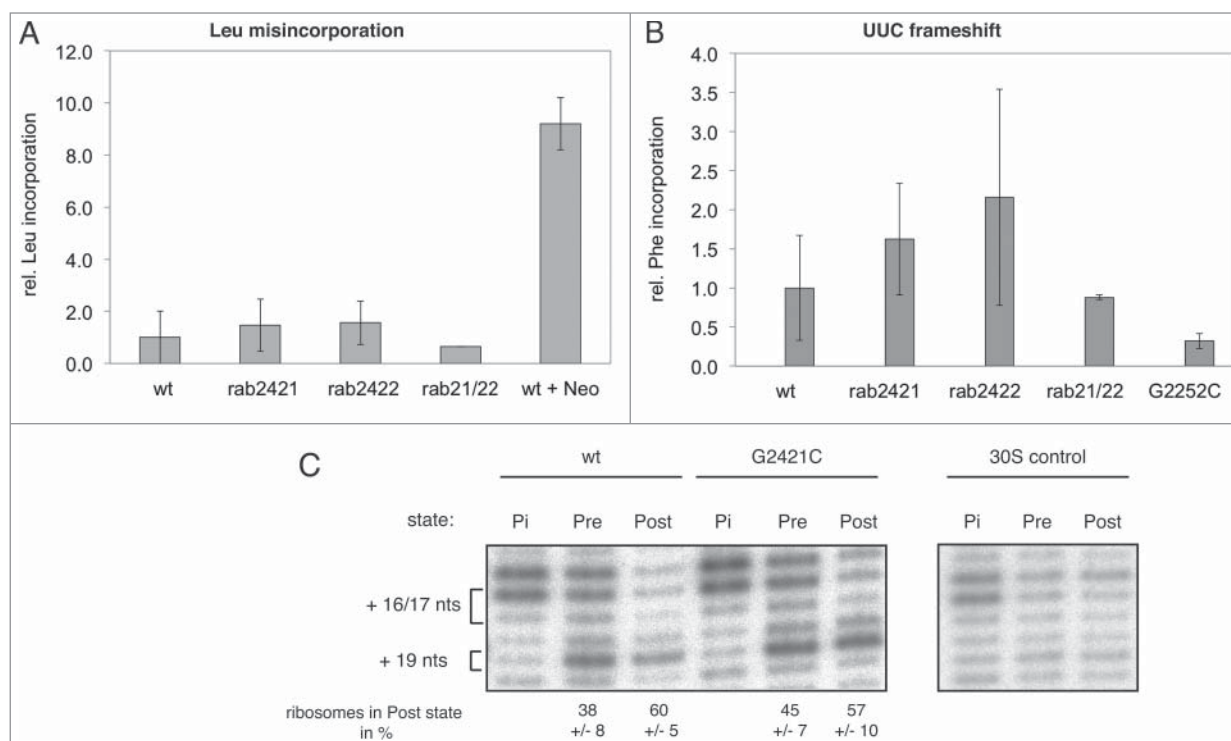 A
Leu misincorporation
rel. Leu incorporation
12.0
10.0
8.0
6.0
4.0
2.0
0.0
wt rab2421 rab2422 rab21/22 wt + Neo
B
UUC frameshift
rel. Phe incorporation
4.0
3.5
3.0
2.5
2.0
1.5
1.0
0.5
0.0
wt rab2421 rab2422 rab21/22 G2252C
C
wt G2421C 30S control
state: Pi Pre Post Pi Pre Post Pi Pre Post
+ 16/17 nts
+ 19 nts
ribosomes in Post state 38 60 45 57
in % +/- 8 +/- 5 +/- 7 +/- 10